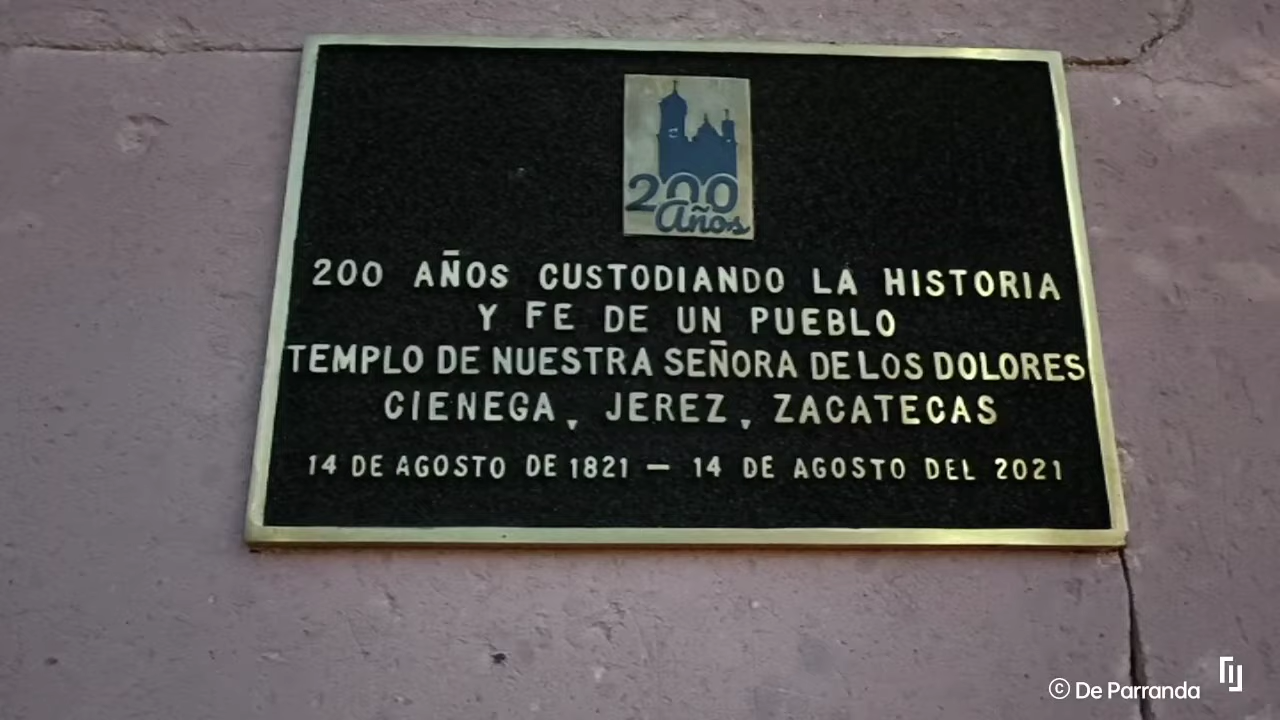 200
Años
200 AÑOS CUSTODIANDO LA HISTORIA
Y FE DE UN PUEBLO
TEMPLO DE NUESTRA SEÑORA DE LOS DOLORES
CIENEGA, JEREZ, ZACATECAS
14 DE AGOSTO DE 1821 — 14 DE AGOSTO DEL 2021
© De Parranda